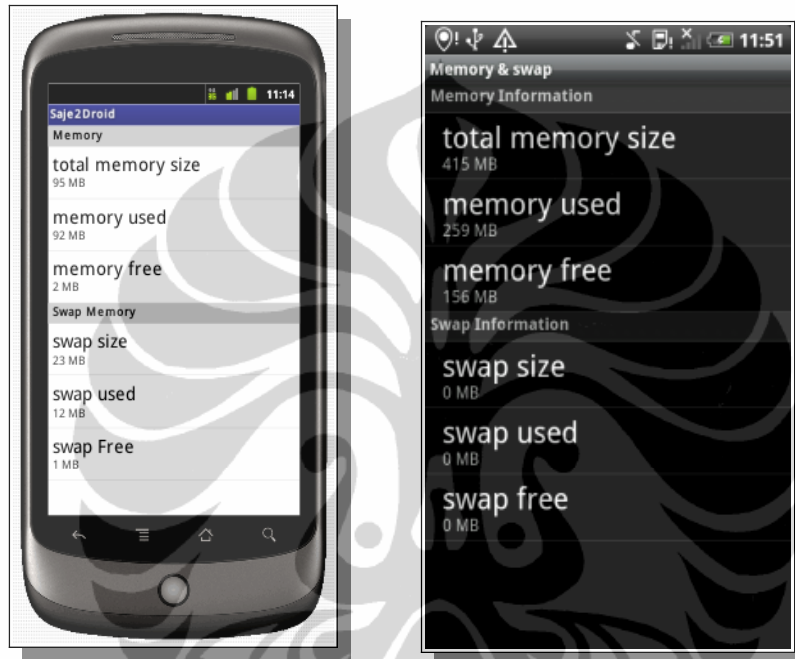 11:14
Saje2Droid
Memory
total memory size
95 MB
memory used
92 MB
memory free
2 MB
Swap Memory
swap size
23 MB
swap used
12 MB
swap Free
1 MB
11:51
Memory & swap
Memory Information
total memory size
415 MB
memory used
259 MB
memory free
156 MB
Swap Information
swap size
0 MB
swap used
0 MB
swap free
0 MB